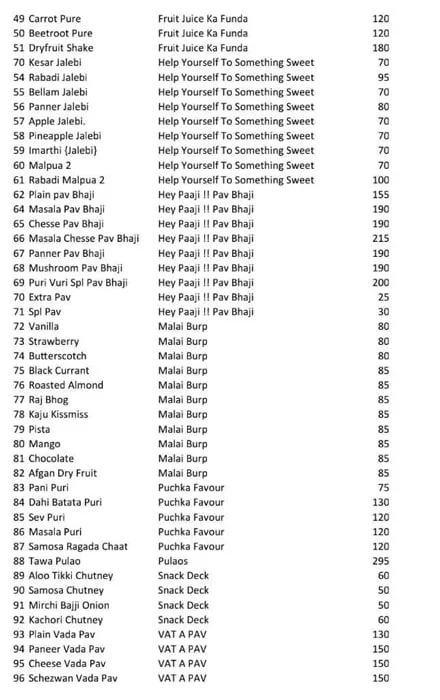 49 Carrot Pure Fruit Juice Ka Funda 120
50 Beetroot Pure Fruit Juice Ka Funda 120
51 Dryfruit Shake Fruit Juice Ka Funda 180
70 Kesar Jalebi Help Yourself To Something Sweet 70
54 Rabadi Jalebi Help Yourself To Something Sweet 95
55 Bellam Jalebi Help Yourself To Something Sweet 70
56 Panner Jalebi Help Yourself To Something Sweet 80
57 Apple Jalebi. Help Yourself To Something Sweet 70
58 Pineapple Jalebi Help Yourself To Something Sweet 70
59 Imarthi {Jalebi} Help Yourself To Something Sweet 70
60 Malpua 2 Help Yourself To Something Sweet 70
61 Rabadi Malpua 2 Help Yourself To Something Sweet 100
62 Plain pav Bhaji Hey Paaji !! Pav Bhaji 155
64 Masala Pav Bhaji Hey Paaji !! Pav Bhaji 190
65 Chesse Pav Bhaji Hey Paaji !! Pav Bhaji 190
66 Masala Chesse Pav Bhaji Hey Paaji !! Pav Bhaji 215
67 Panner Pav Bhaji Hey Paaji !! Pav Bhaji 190
68 Mushroom Pav Bhaji Hey Paaji !! Pav Bhaji 190
69 Puri Vuri Spl Pav Bhaji Hey Paaji !! Pav Bhaji 200
70 Extra Pav Hey Paaji !! Pav Bhaji 25
71 Spl Pav Hey Paaji !! Pav Bhaji 30
72 Vanilla Malai Burp 80
73 Strawberry Malai Burp 80
74 Butterscotch Malai Burp 80
75 Black Currant Malai Burp 85
76 Roasted Almond Malai Burp 85
77 Raj Bhog Malai Burp 85
78 Kaju Kissmiss Malai Burp 85
79 Pista Malai Burp 85
80 Mango Malai Burp 85
81 Chocolate Malai Burp 85
82 Afgan Dry Fruit Malai Burp 85
83 Pani Puri Puchka Favour 75
84 Dahi Batata Puri Puchka Favour 130
85 Sev Puri Puchka Favour 120
86 Masala Puri Puchka Favour 120
87 Samosa Ragada Chaat Puchka Favour 120
88 Tawa Pulao Pulaos 295
89 Aloo Tikki Chutney Snack Deck 60
90 Samosa Chutney Snack Deck 50
91 Mirchi Bajji Onion Snack Deck 50
92 Kachori Chutney Snack Deck 60
93 Plain Vada Pav VAT A PAV 130
94 Paneer Vada Pav VAT A PAV 150
95 Cheese Vada Pav VAT A PAV 150
96 Schezwan Vada Pav VAT A PAV 150